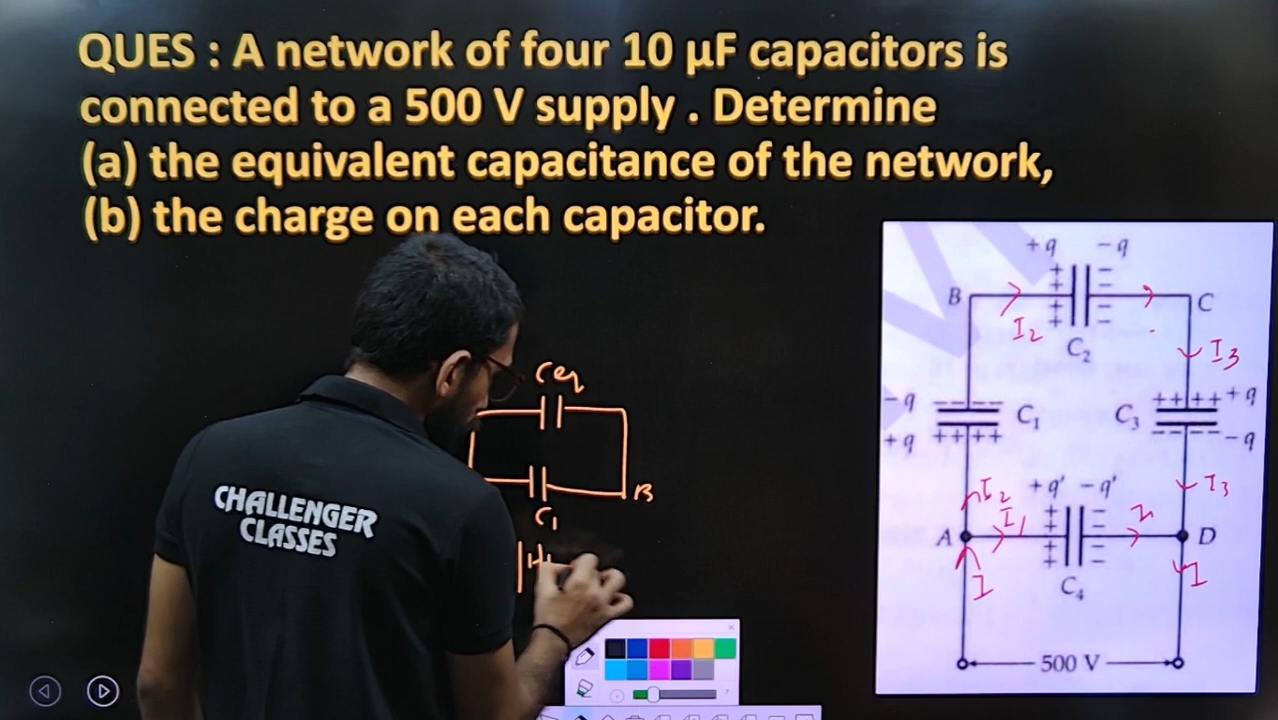 QUES : A network of four 10 μF capacitors is
connected to a 500 V supply . Determine
(a) the equivalent capacitance of the network,
(b) the charge on each capacitor.
+q -q
B C
I2
C2
I3
Ceq
-q C1 C3 + + + + +q
+q + + + + - q
B
I2 +q' -q' I3
C1
I1
A D
I I
C4
500 V
CHALLENGER
CLASSES